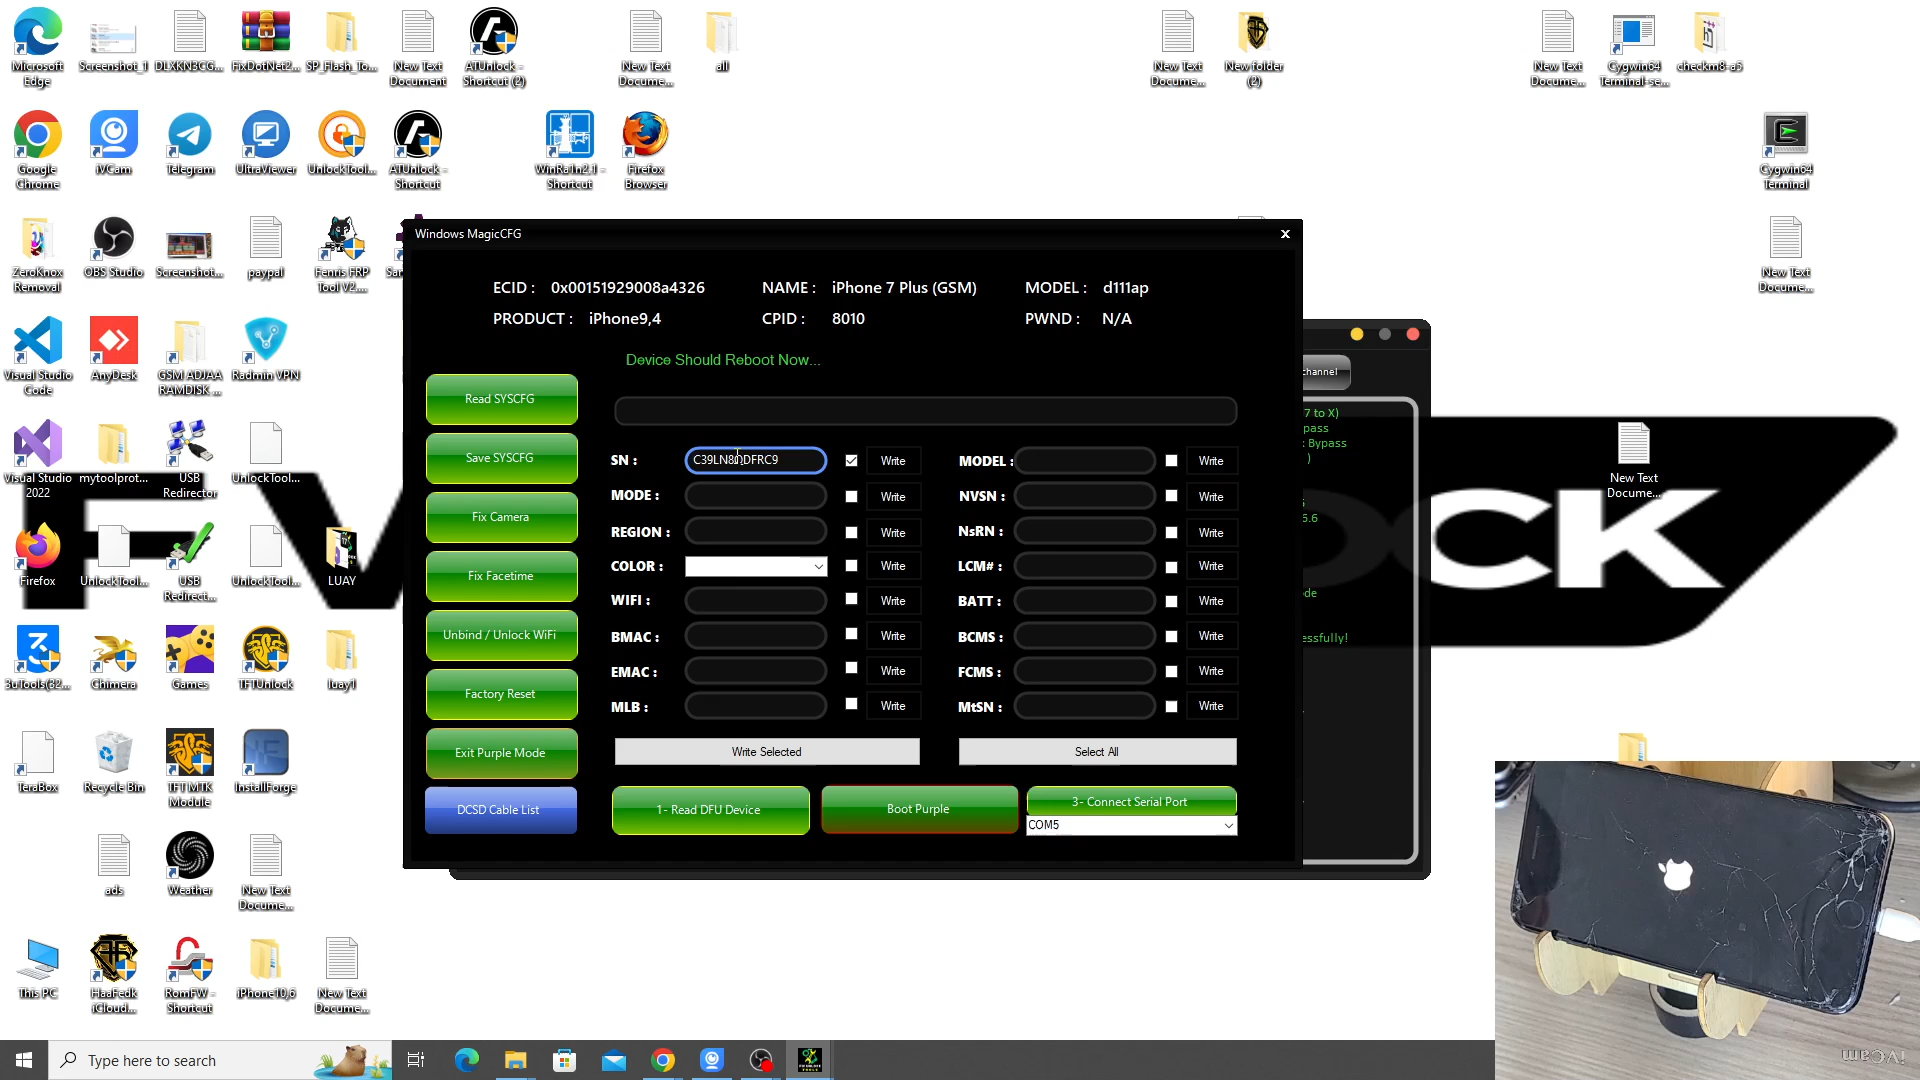 Microsoft Edge
Screenshot_1
DLXKN3CG...
FixDotNet2...
SP_Flash_To...
New Text Document
ATUnlock - Shortcut (2)
New Text Docume...
all
New Text Docume...
New folder (2)
New Text Docume...
Cygwin64 Terminal-se...
checkm8-a5
Google Chrome
iVCam
Telegram
UltraViewer
UnlockTool...
ATUnlock - Shortcut
WinRa1n2.1 - Shortcut
Firefox Browser
Cygwin64 Terminal
ZeroKnox Removal
OBS Studio
Screenshot...
paypal
Fenris FRP Tool V2....
New Text Docume...
Visual Studio Code
AnyDesk
GSM ADJAA RAMDISK ...
Radmin VPN
Visual Studio 2022
mytoolprot...
USB Redirector
UnlockTool...
New Text Docume...
Firefox
UnlockTool...
USB Redirect...
UnlockTool...
LUAY
3uTools(32...
Chimera
Games
TFTUnlock
luay1
TeraBox
Recycle Bin
TFT MTK Module
InstallForge
ads
Weather
New Text Docume...
This PC
HaaFedk iCloud...
RomFW - Shortcut
iPhone10,6
New Text Docume...
Windows MagicCFG
x
ECID : 0x00151929008a4326 NAME : iPhone 7 Plus (GSM) MODEL : d111ap
PRODUCT : iPhone9,4 CPID : 8010 PWND : N/A
Device Should Reboot Now...
Read SYSCFG
Save SYSCFG
Fix Camera
Fix Facetime
Unbind / Unlock WiFi
Factory Reset
Exit Purple Mode
DCSD Cable List
SN : Write MODEL : Write
MODE : Write NVSN : Write
REGION : Write NsRN : Write
COLOR : Write LCM# : Write
WIFI : Write BATT : Write
BMAC : Write BCMS : Write
EMAC : Write FCMS : Write
MLB : Write MtSN : Write
Write Selected Select All
1- Read DFU Device Boot Purple 3- Connect Serial Port
COM5
channel
7 to X)
pass
: Bypass
)
6.6
ode
essfully!
OCK
Type here to search
iVCam